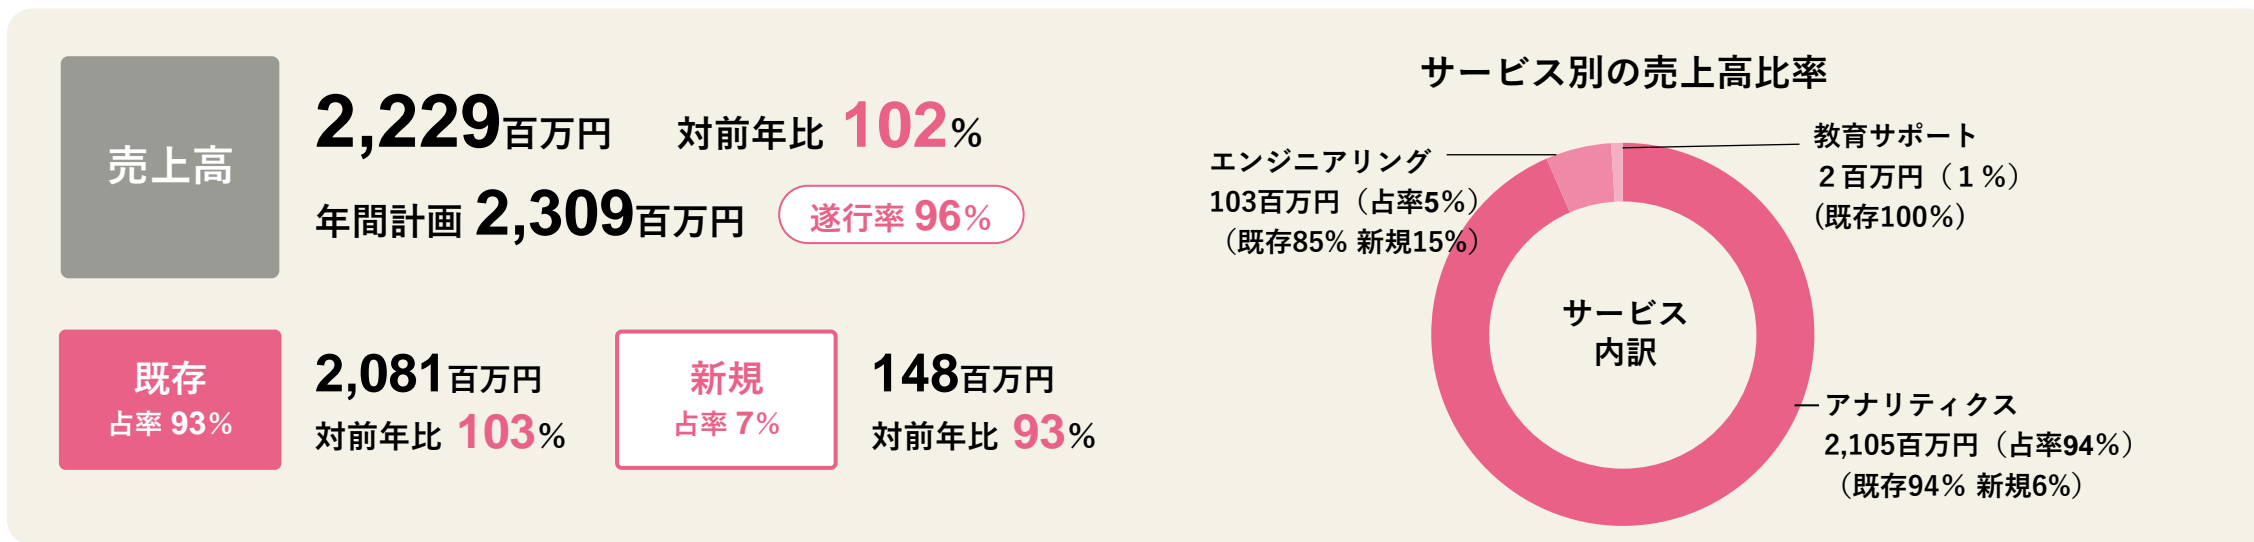 売上高
2,229百万円 対前年比 102%
年間計画 2,309百万円 遂行率 96%
既存
占率 93%
2,081百万円
対前年比 103%
新規
占率 7%
148百万円
対前年比 93%
サービス別の売上高比率
エンジニアリング
103百万円（占率5%）
（既存85% 新規15%）
教育サポート
２百万円（１%）
(既存100%)
サービス
内訳
アナリティクス
2,105百万円（占率94%）
（既存94% 新規6%）